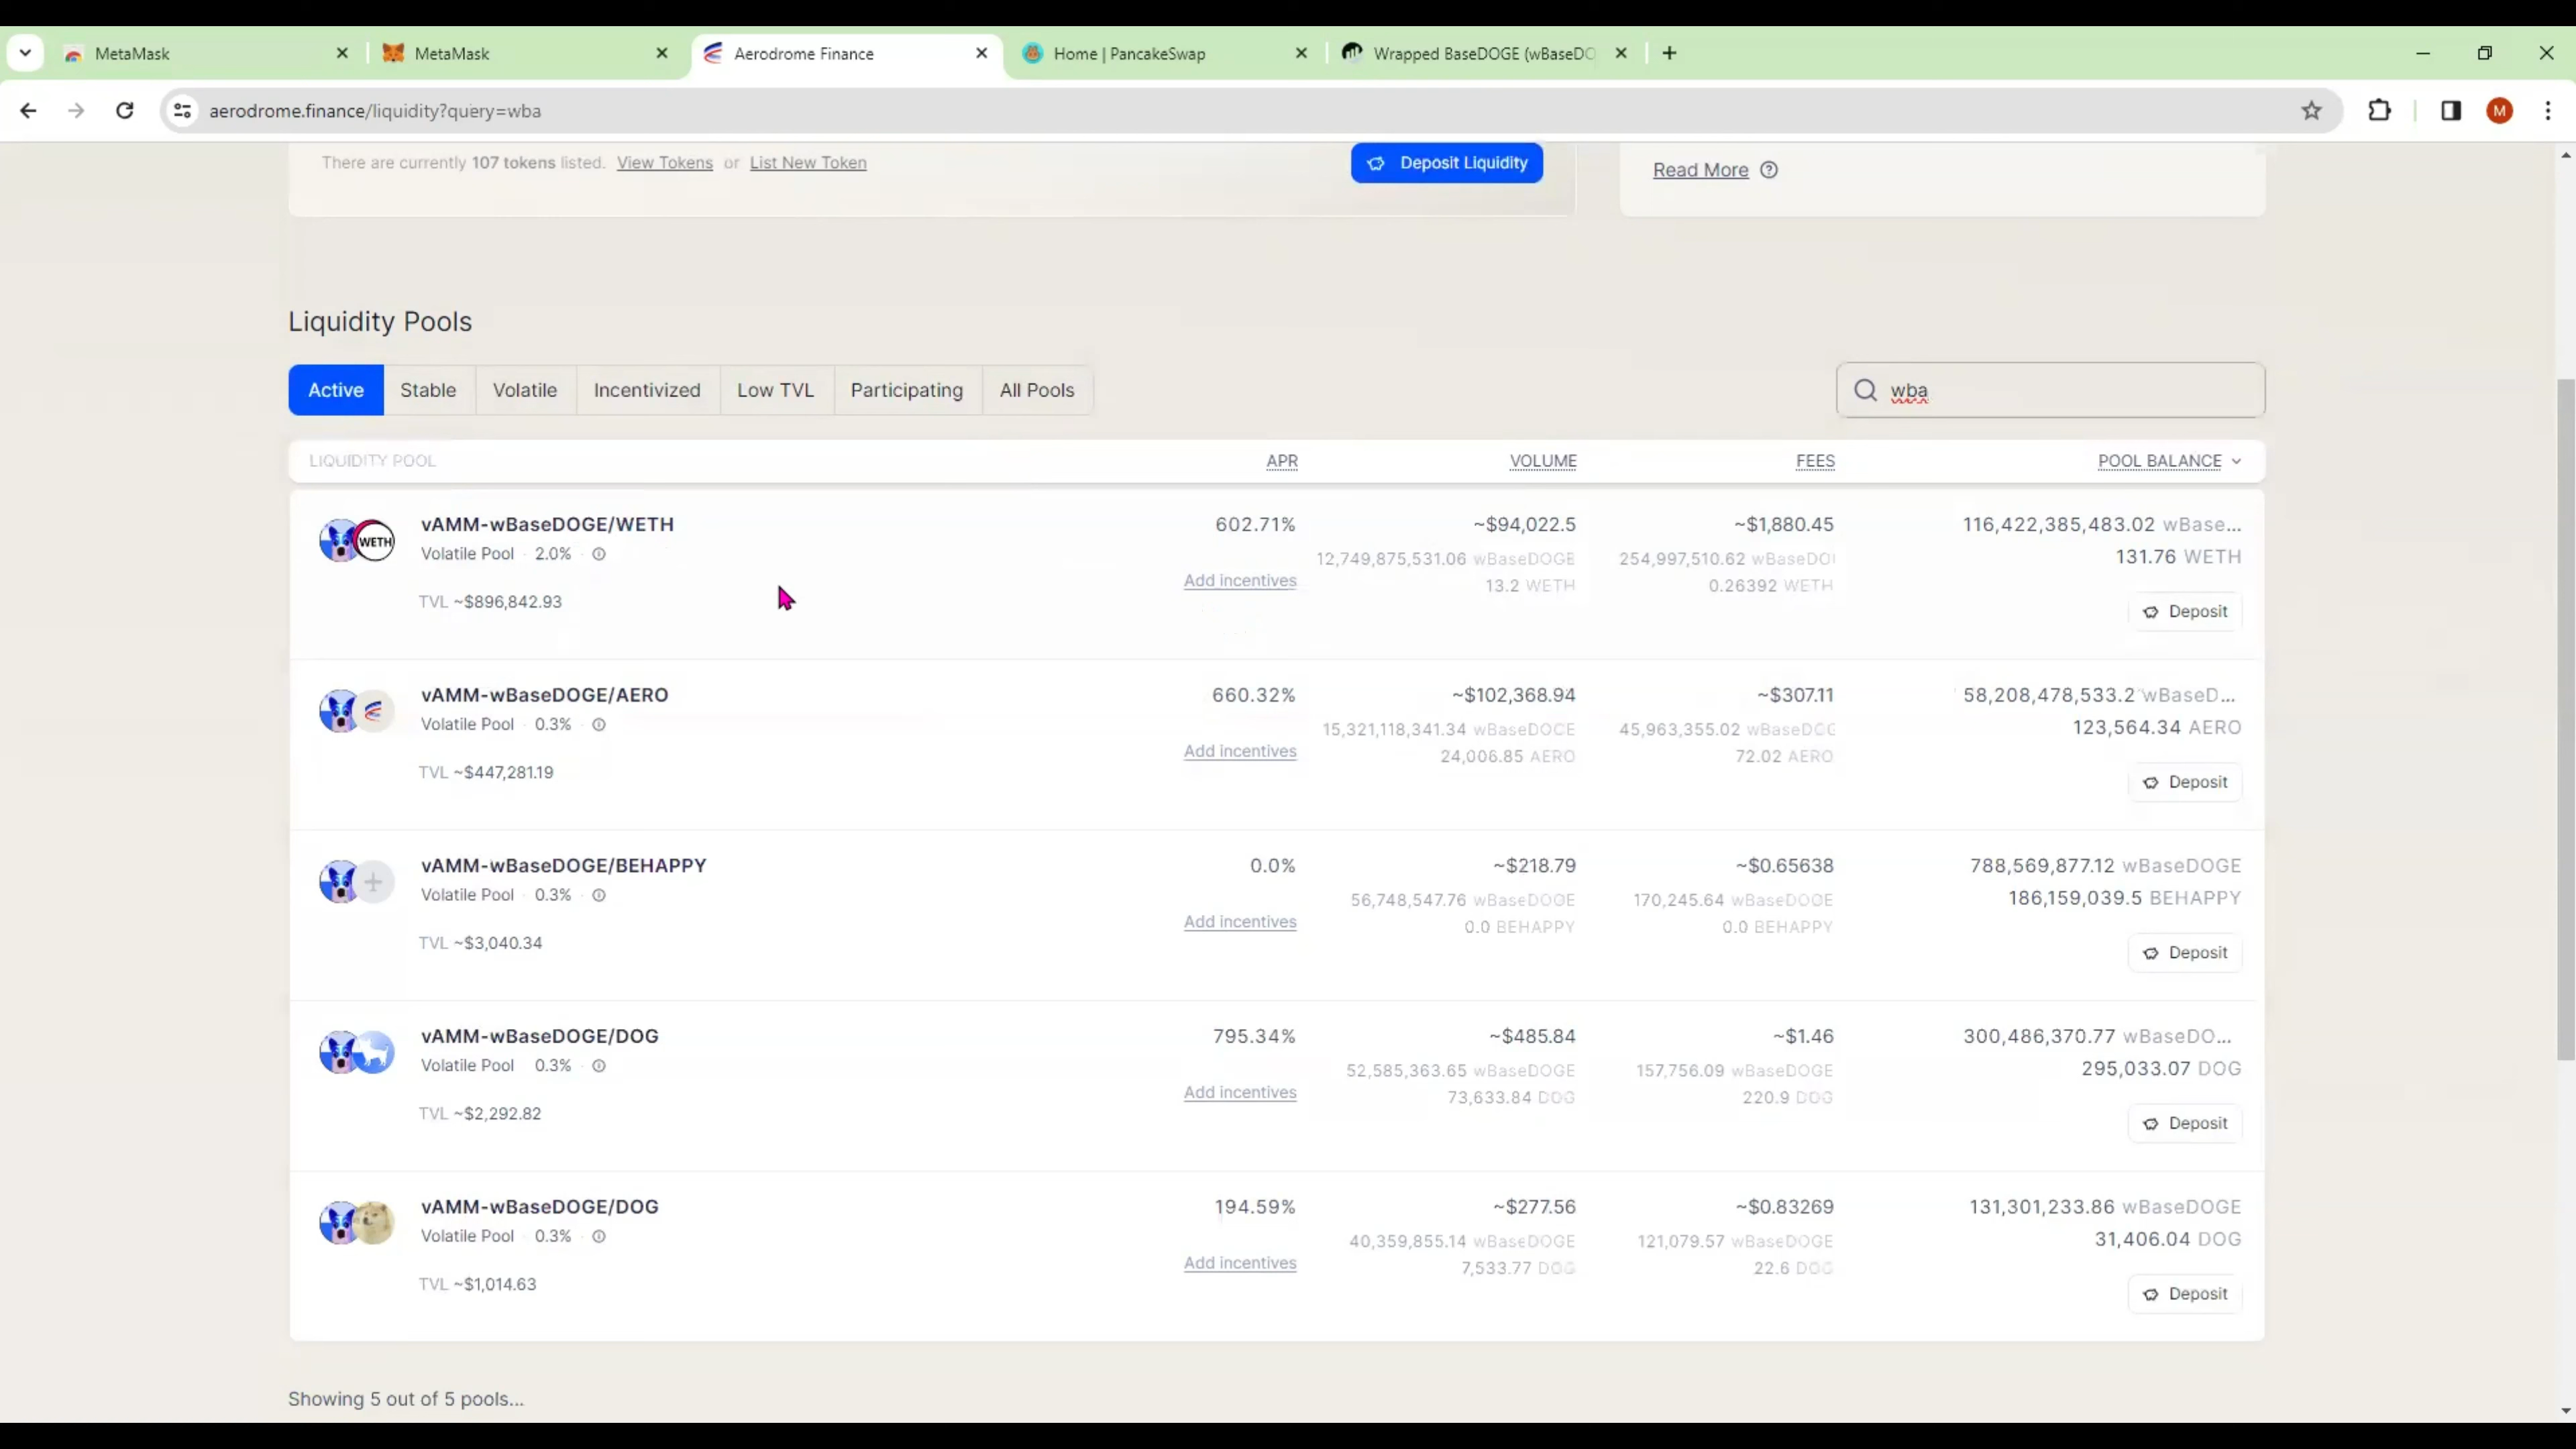 MetaMask
MetaMask
Aerodrome Finance
Home | PancakeSwap
Wrapped BaseDOGE (wBaseDO
aerodrome.finance/liquidity?query=wba
M
There are currently 107 tokens listed. View Tokens or List New Token
Deposit Liquidity
Read More
Liquidity Pools
Active Stable Volatile Incentivized Low TVL Participating All Pools
wba
LIQUIDITY POOL APR VOLUME FEES POOL BALANCE
WETH
vAMM-wBaseDOGE/WETH 602.71% ~$94,022.5 ~$1,880.45 116,422,385,483.02 wBase...
Volatile Pool · 2.0% · 12,749,875,531.06 wBaseDOGE 254,997,510.62 wBaseDO 131.76 WETH
Add incentives 13.2 WETH 0.26392 WETH
TVL ~$896,842.93 Deposit
vAMM-wBaseDOGE/AERO 660.32% ~$102,368.94 ~$307.11 58,208,478,533.2 wBaseD...
Volatile Pool · 0.3% · 15,321,118,341.34 wBaseDOGE 45,963,355.02 wBaseDOG 123,564.34 AERO
Add incentives 24,006.85 AERO 72.02 AERO
TVL ~$447,281.19 Deposit
vAMM-wBaseDOGE/BEHAPPY 0.0% ~$218.79 ~$0.65638 788,569,877.12 wBaseDOGE
Volatile Pool · 0.3% · 56,748,547.76 wBaseDOGE 170,245.64 wBaseDOGE 186,159,039.5 BEHAPPY
Add incentives 0.0 BEHAPPY 0.0 BEHAPPY
TVL ~$3,040.34 Deposit
vAMM-wBaseDOGE/DOG 795.34% ~$485.84 ~$1.46 300,486,370.77 wBaseDO...
Volatile Pool 0.3% · 52,585,363.65 wBaseDOGE 157,756.09 wBaseDOGE 295,033.07 DOG
Add incentives 73,633.84 DOG 220.9 DOG
TVL ~$2,292.82 Deposit
vAMM-wBaseDOGE/DOG 194.59% ~$277.56 ~$0.83269 131,301,233.86 wBaseDOGE
Volatile Pool · 0.3% · 40,359,855.14 wBaseDOGE 121,079.57 wBaseDOGE 31,406.04 DOG
Add incentives 7,533.77 DOG 22.6 DOG
TVL ~$1,014.63 Deposit
Showing 5 out of 5 pools...